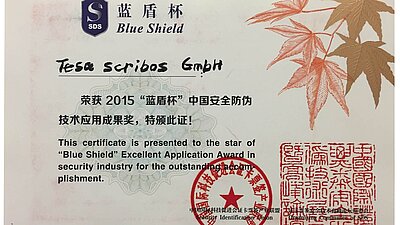 SDS
蓝盾杯
Blue Shield
Tesa scribos GmbH
荣获 2015 “蓝盾杯” 中国安全防伪
技术应用成果奖，特颁此证！
This certificate is presented to the star of
“Blue Shield” Excellent Application Award in
security industry for the outstanding accom
plishment.